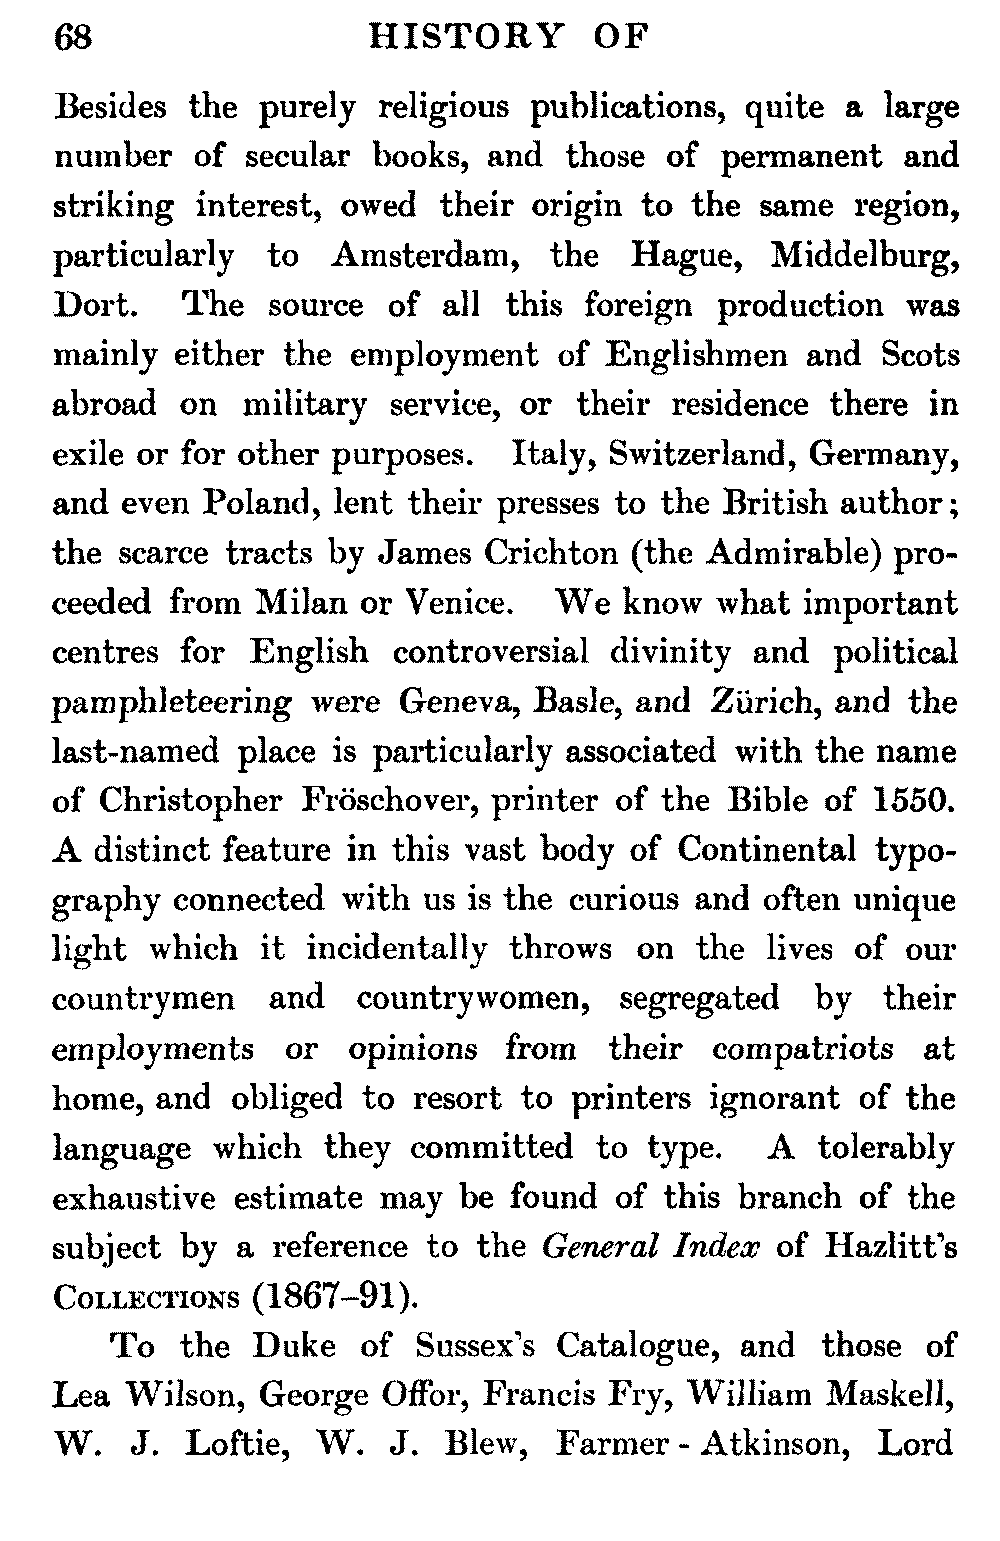 68 HISTORY OF
Besides the purely religious publications, quite a large
number of secular books, and those of permanent and
striking interest, owed their origin to the same region,
particularly to Amsterdam, the Hague, Middelburg,
Dort. The source of all this foreign production was
mainly either the employment of Englishmen and Scots
abroad on military service, or their residence there in
exile or for other purposes. Italy, Switzerland, Germany,
and even Poland, lent their presses to the British author;
the scarce tracts by James Crichton (the Admirable) pro-
ceeded from Milan or Venice. We know what important
centres for English controversial divinity and political
pamphleteering were Geneva, Basle, and Zürich, and the
last-named place is particularly associated with the name
of Christopher Fröschover, printer of the Bible of 1550.
A distinct feature in this vast body of Continental typo-
graphy connected with us is the curious and often unique
light which it incidentally throws on the lives of our
countrymen and countrywomen, segregated by their
employments or opinions from their compatriots at
home, and obliged to resort to printers ignorant of the
language which they committed to type. A tolerably
exhaustive estimate may be found of this branch of the
subject by a reference to the General Index of Hazlitt's
COLLECTIONS (1867–91).
To the Duke of Sussex's Catalogue, and those of
Lea Wilson, George Offor, Francis Fry, William Maskell,
W. J. Loftie, W. J. Blew, Farmer - Atkinson, Lord